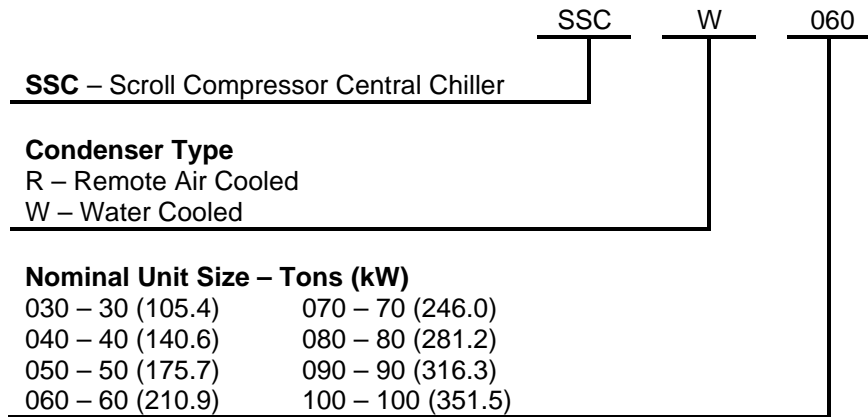 SSC W 060
SSC – Scroll Compressor Central Chiller
Condenser Type
R – Remote Air Cooled
W – Water Cooled
Nominal Unit Size – Tons (kW)
030 – 30 (105.4) 070 – 70 (246.0)
040 – 40 (140.6) 080 – 80 (281.2)
050 – 50 (175.7) 090 – 90 (316.3)
060 – 60 (210.9) 100 – 100 (351.5)